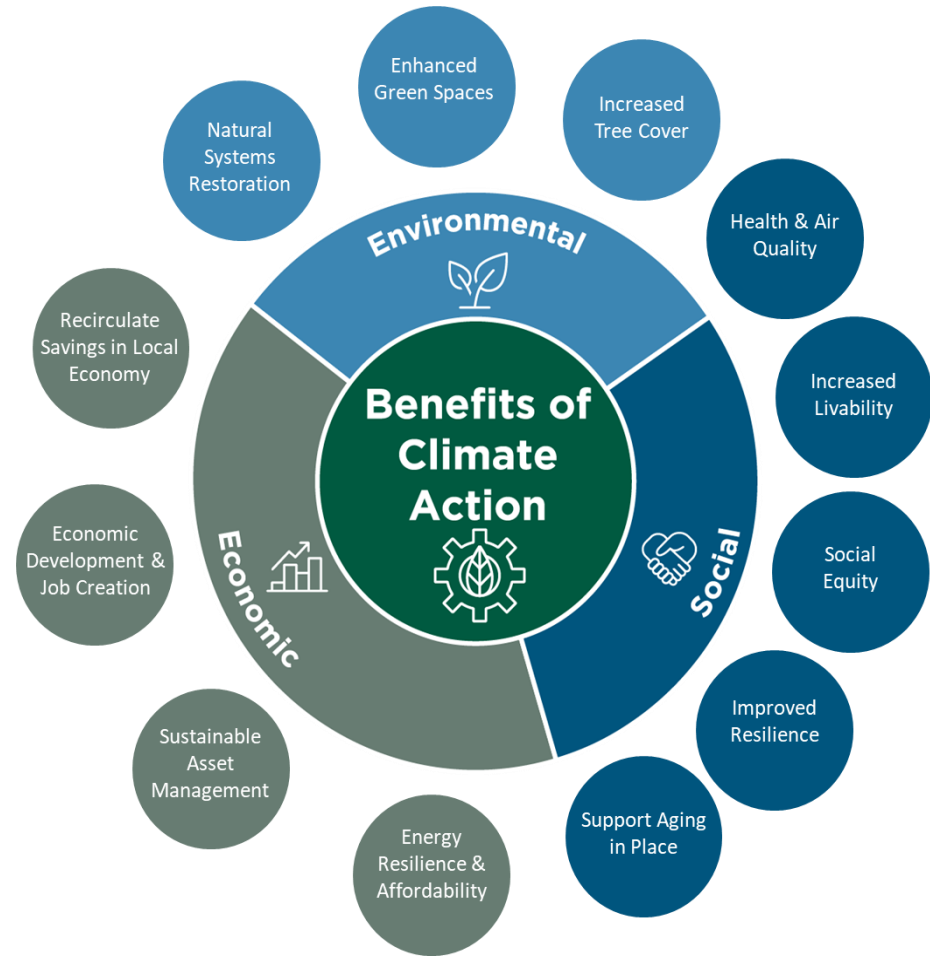 Enhanced
Green Spaces
Increased
Tree Cover
Natural
Systems
Restoration
Health & Air
Quality
Environmental
Recirculate
Savings in Local
Economy
Increased
Livability
Benefits of
Climate
Action
Economic
Development &
Job Creation
Economic
Social
Social
Equity
Improved
Resilience
Sustainable
Asset
Management
Support Aging
in Place
Energy
Resilience &
Affordability